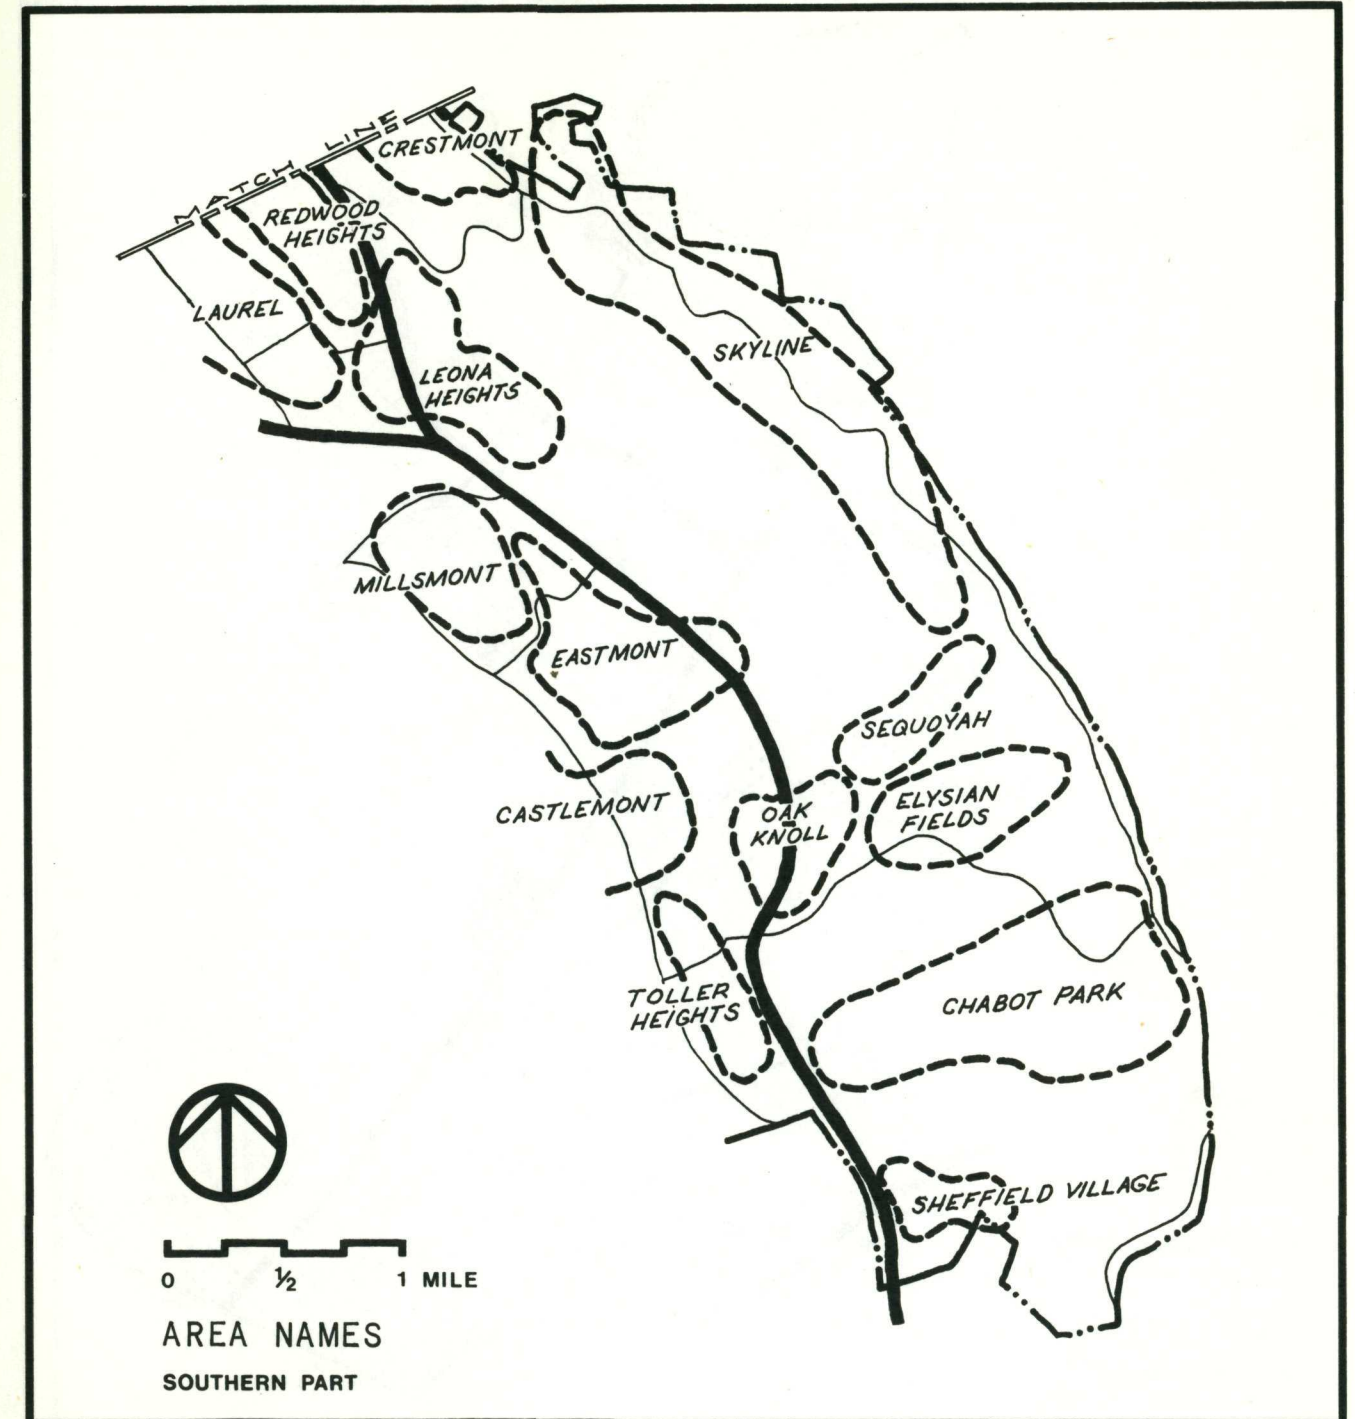 MATCH LINE
CRESTMONT
REDWOOD
HEIGHTS
LAUREL
SKYLINE
LEONA
HEIGHTS
MILLSMONT
EASTMONT
SEQUOYAH
CASTLEMONT
OAK
KNOLL
ELYSIAN
FIELDS
TOLLER
HEIGHTS
CHABOT PARK
SHEFFIELD VILLAGE
0 ½ 1 MILE
AREA NAMES
SOUTHERN PART